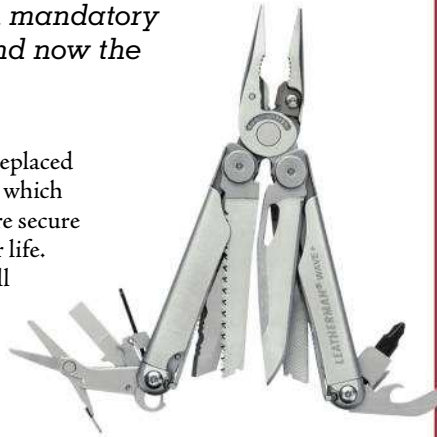 mandatory
nd now the
eplaced
which
re secure
life.
ll
LEATHERMAN® WAVE+